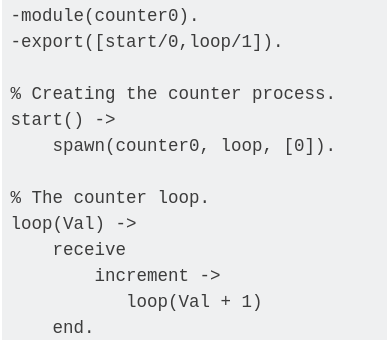 -module(counter0).
-export([start/0,loop/1]).

% Creating the counter process.
start() ->
    spawn(counter0, loop, [0]).

% The counter loop.
loop(Val) ->
    receive
        increment ->
           loop(Val + 1)
    end.